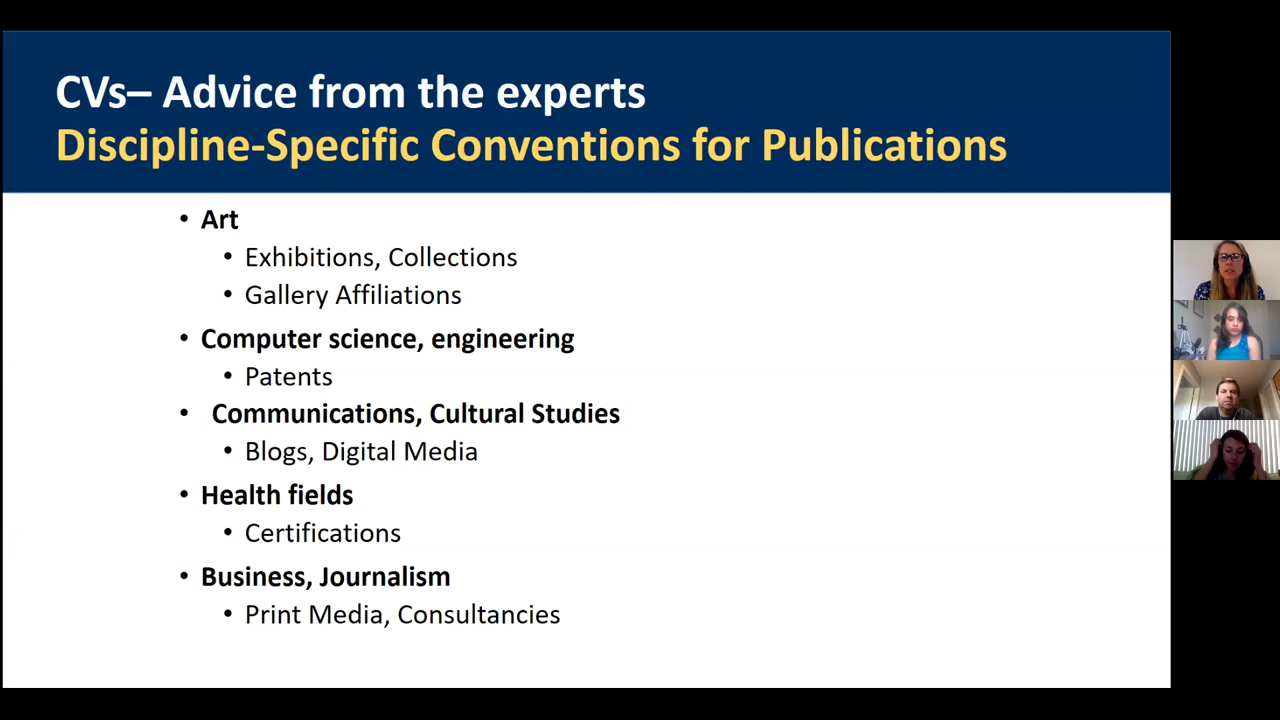 CVs– Advice from the experts
Discipline-Specific Conventions for Publications
• Art
• Exhibitions, Collections
• Gallery Affiliations
• Computer science, engineering
• Patents
• Communications, Cultural Studies
• Blogs, Digital Media
• Health fields
• Certifications
• Business, Journalism
• Print Media, Consultancies